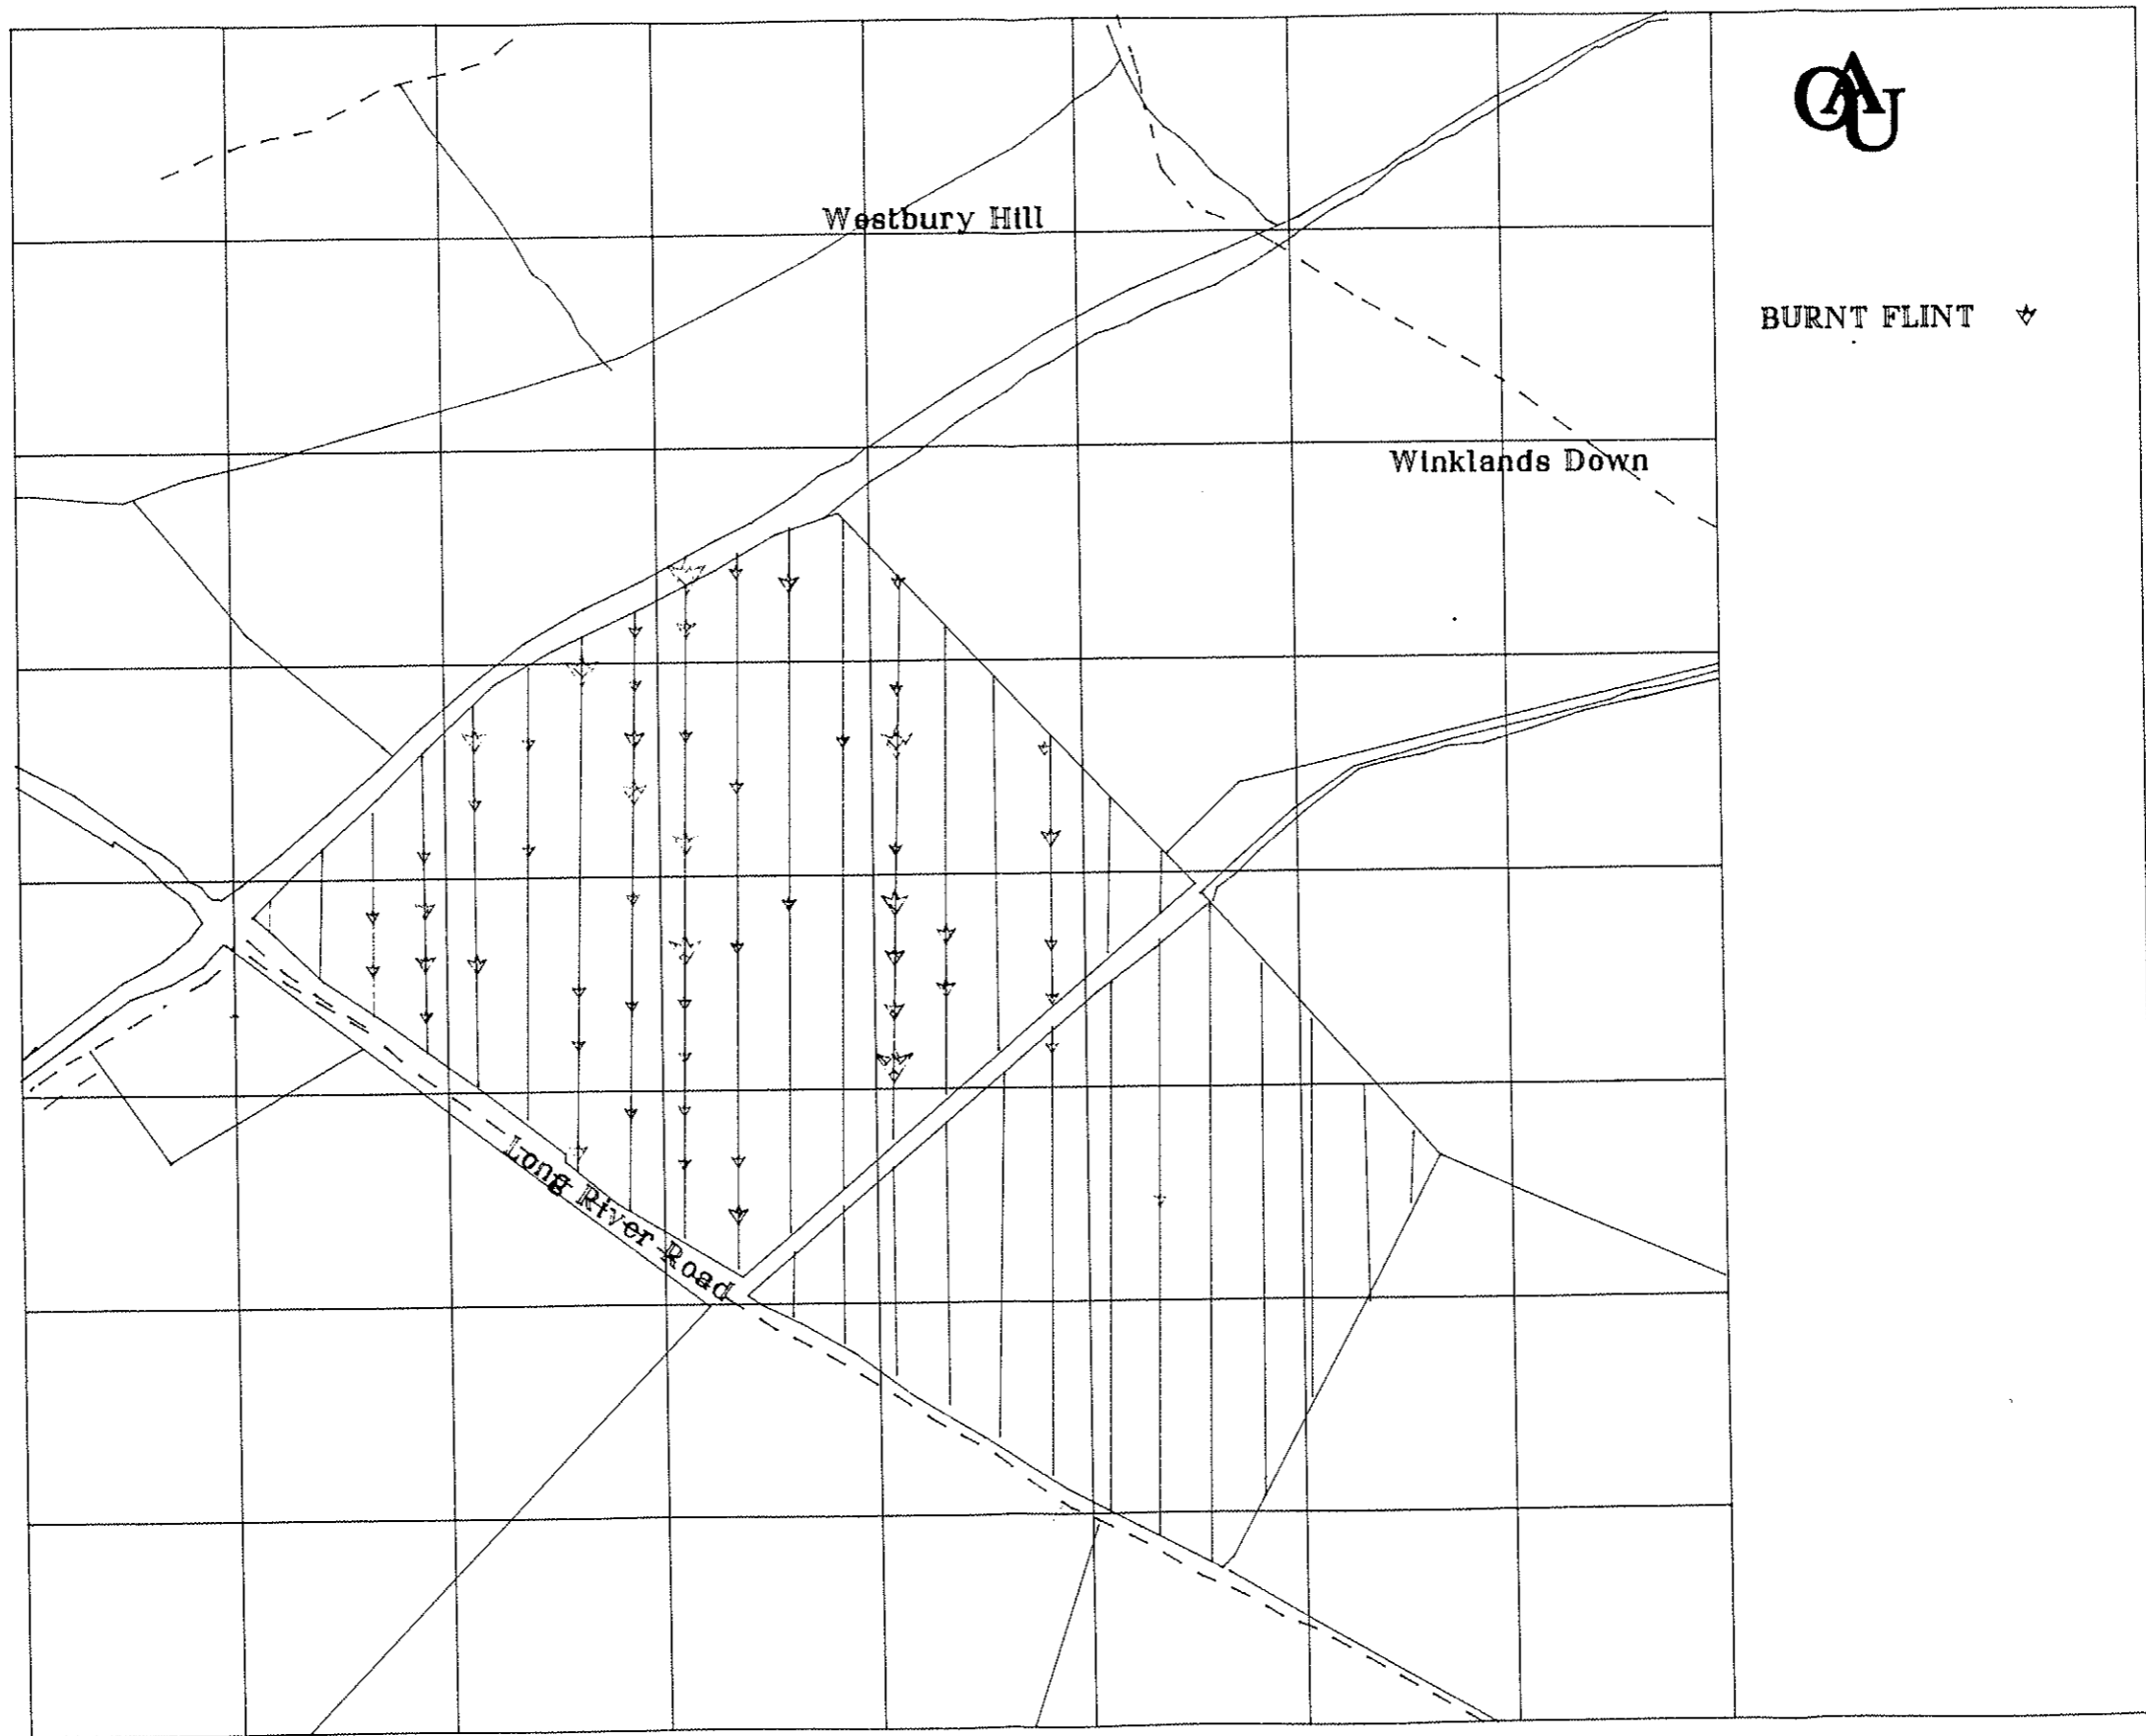 OAU
Westbury Hill
BURNT FLINT
Winklands Down
Long River Road